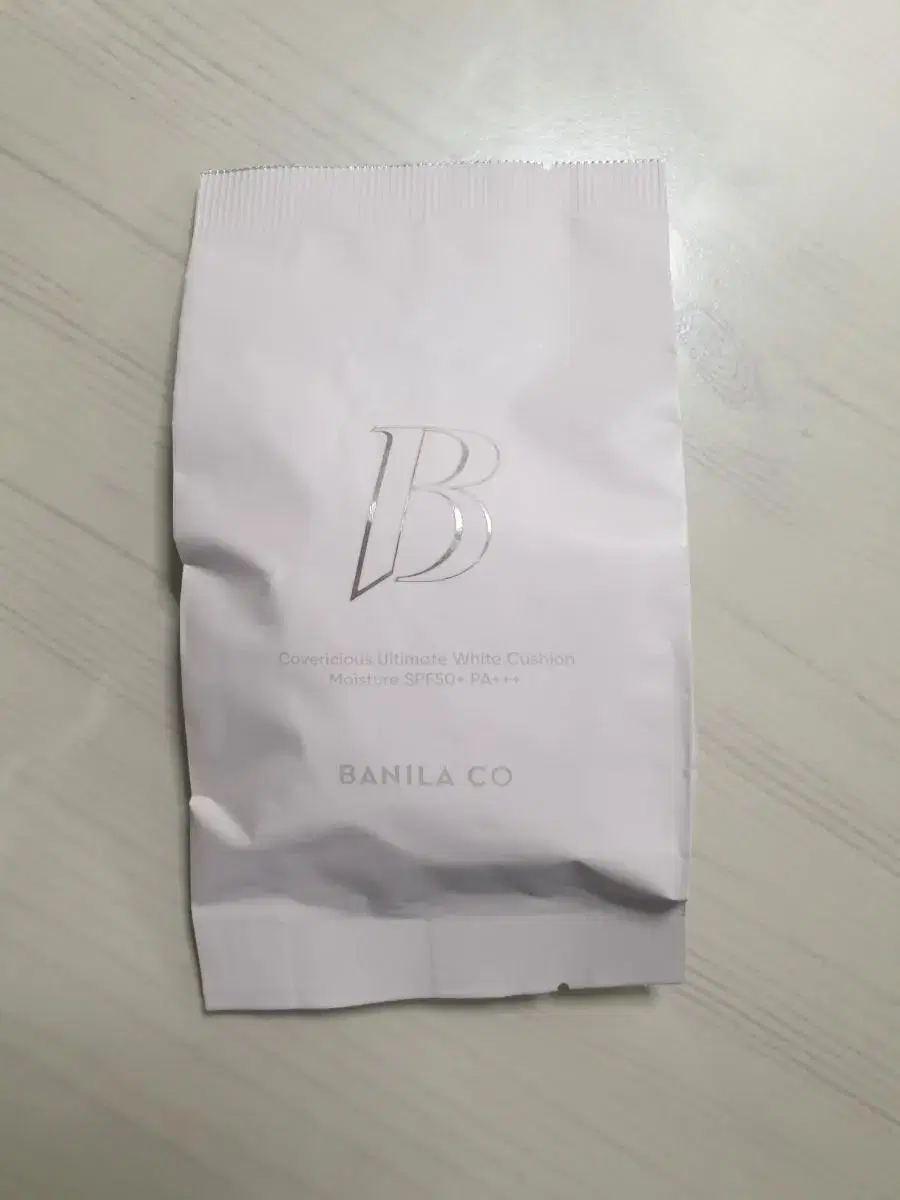 B
Covericious Ultimate White Cushion
Moisture SPF50+ PA+++
BANILA CO